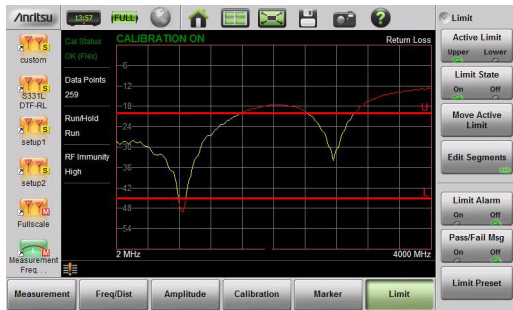 Anritsu
13:57
(FULL)
?
Limit
custom
S331L
DTF-RL
setup1
setup2
Fullscale
Measurement
Freq...
Cal Status
OK (Flex)
Data Points
259
Run/Hold
Run
RF Immunity
High
CALIBRATION ON
Return Loss
-6
-12
-18
-24
-30
-36
-42
-48
-54
U
L
2 MHz
4000 MHz
Active Limit
Upper Lower
Limit State
On Off
Move Active
Limit
Edit Segments
Limit Alarm
On Off
Pass/Fail Msg
On Off
Limit Preset
Measurement
Freq/Dist
Amplitude
Calibration
Marker
Limit